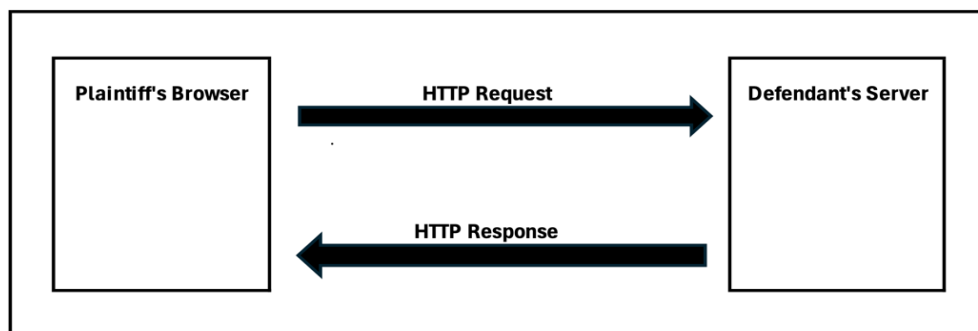 Plaintiff's Browser
HTTP Request
Defendant's Server
HTTP Response